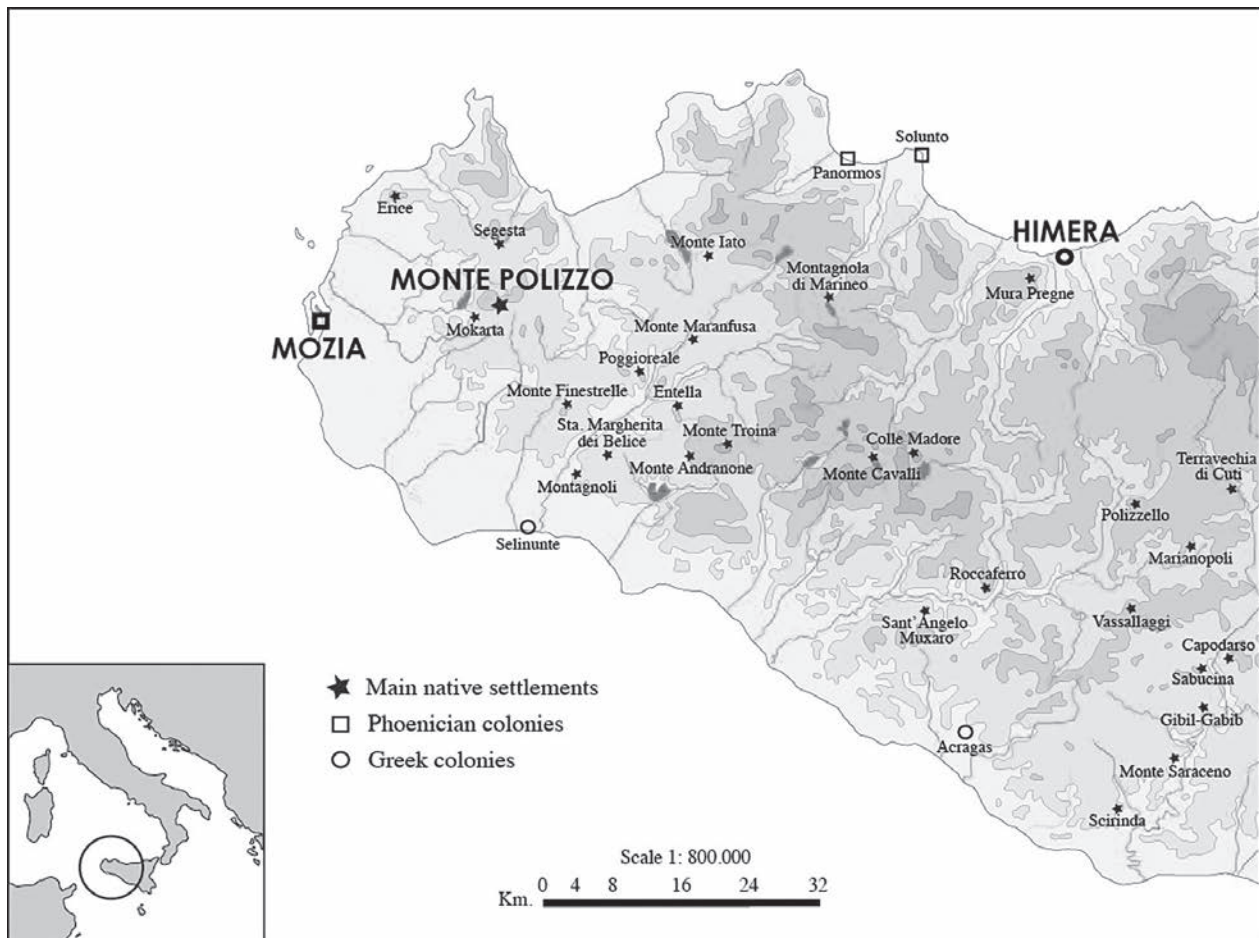 Solunto
Panormos
Erice
Segesta
HIMERA
Monte Iato
MONTE POLIZZO
Montagnola
di Marineo
Mura Pregne
Mokarta
Monte Maranfusa
MOZIA
Poggioreale
Monte Finestrelle
Entella
Sta. Margherita
dei Belice
Monte Troina
Colle Madore
Monte Andranone
Monte Cavalli
Terravechia
di Cuti
Montagnoli
Polizzello
Selinunte
Marianopoli
Roccaferro
Sant'Angelo
Muxaro
Vassallaggi
Capodarso
Sabucina
Main native settlements
Gibil-Gabib
Phoenician colonies
Acragas
Greek colonies
Monte Saraceno
Scirinda
Scale 1: 800.000
Km. 0 4 8 16 24 32